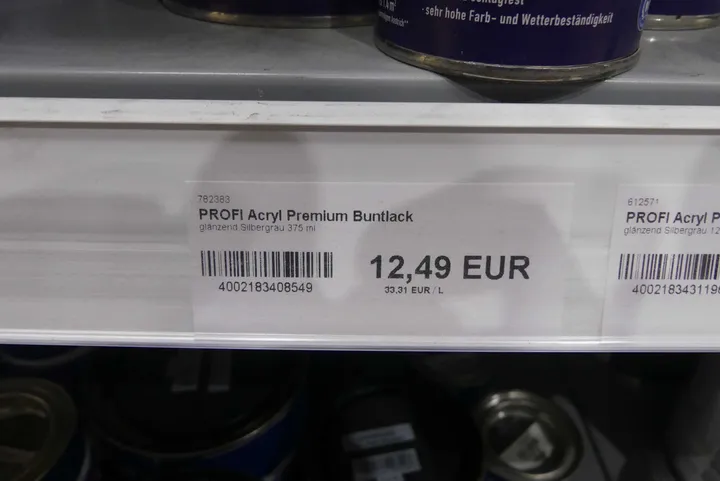 · sehr hohe Farb- und Wetterbeständigkeit
782383
PROFI Acryl Premium Buntlack
glänzend Silbergrau 375 ml
4002183408549
12,49 EUR
33,31 EUR / L
612571
PROFI Acryl P
glänzend Silbergrau 12
400218343119